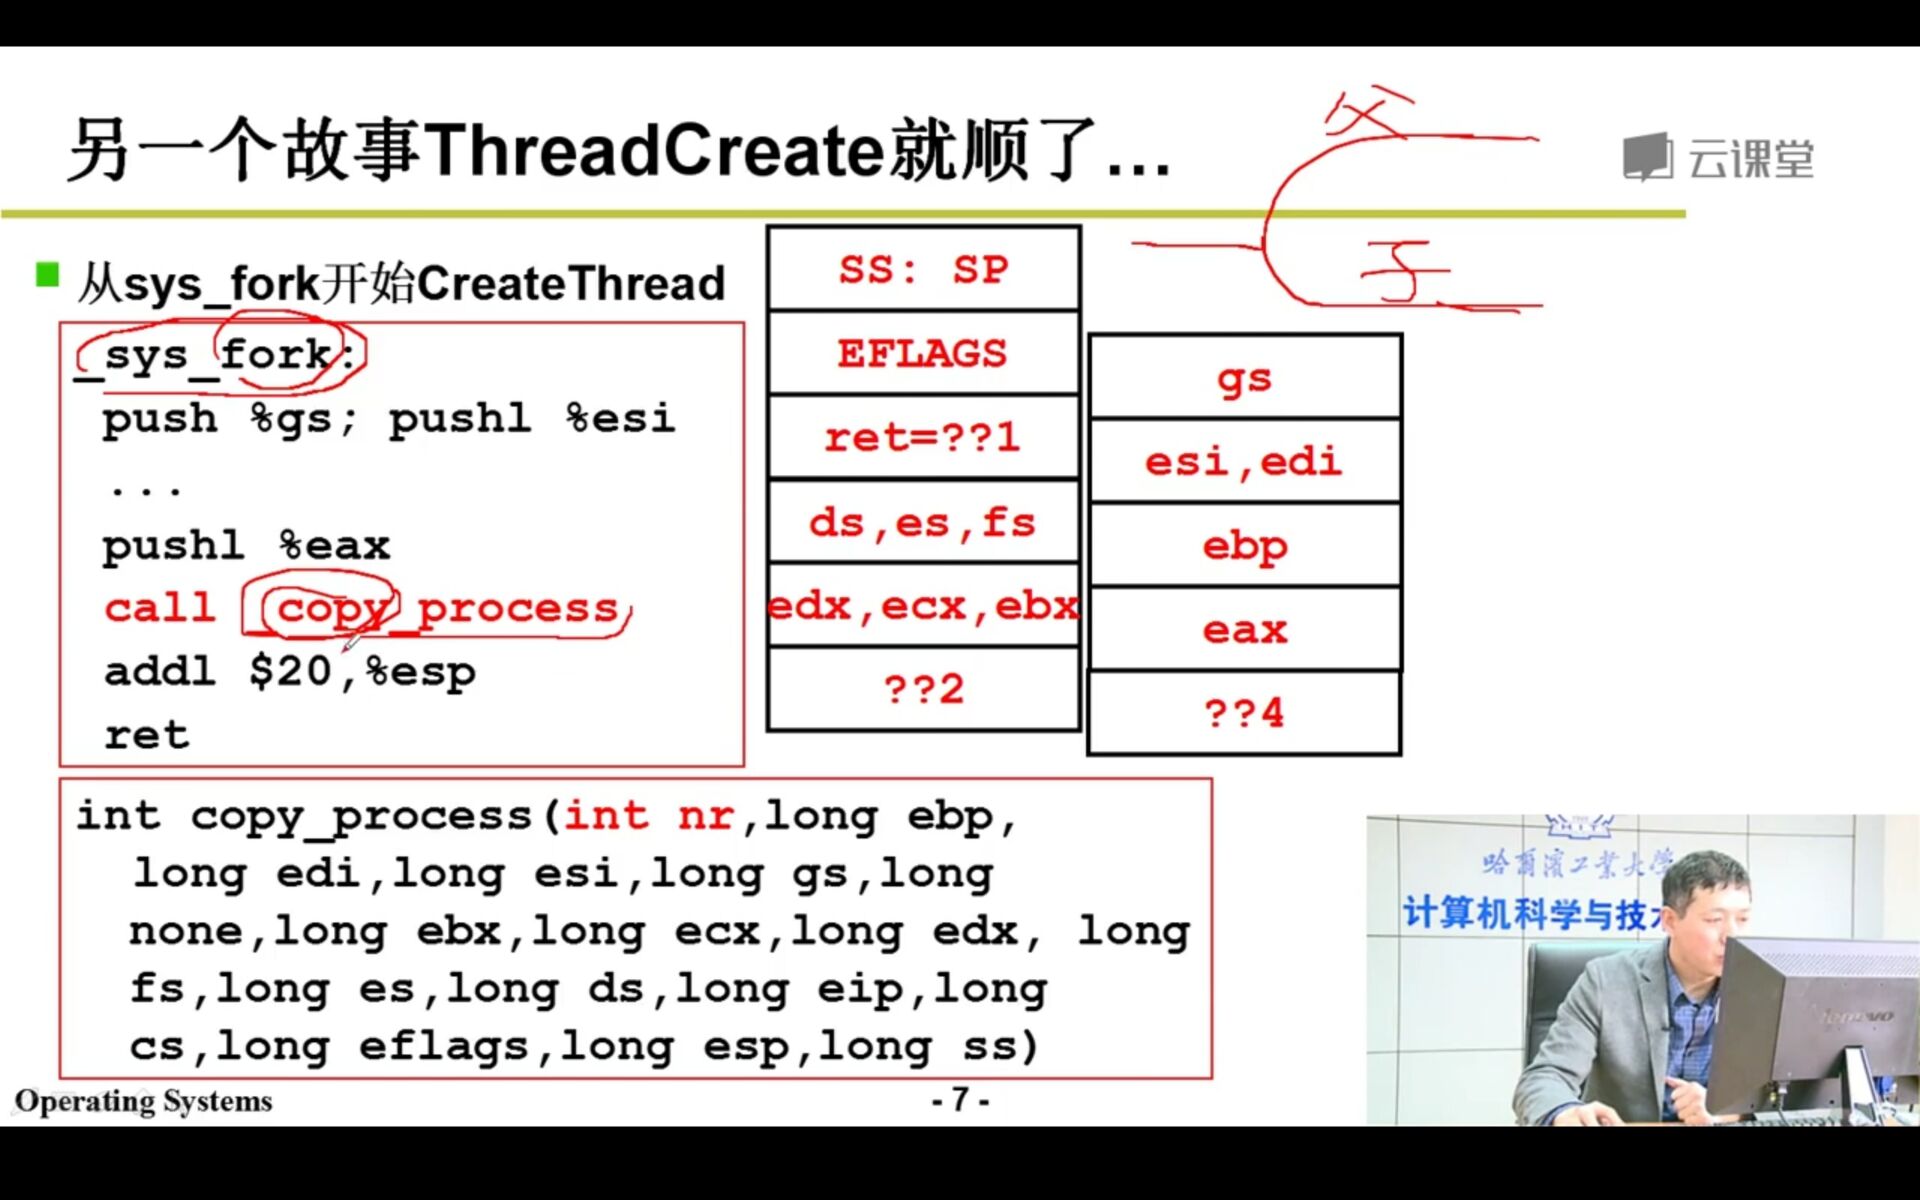 另一个故事ThreadCreate就顺了...
父
云课堂
子
从sys_fork开始CreateThread
_sys_fork:
push %gs; pushl %esi
...
pushl %eax
call _copy_process
addl $20,%esp
ret
SS: SP
EFLAGS
ret=??1
ds,es,fs
edx,ecx,ebx
??2
gs
esi,edi
ebp
eax
??4
int copy_process(int nr,long ebp,
long edi,long esi,long gs,long
none,long ebx,long ecx,long edx, long
fs,long es,long ds,long eip,long
cs,long eflags,long esp,long ss)
HIT
哈尔滨工业大学
计算机科学与技
lenovo
Operating Systems
- 7 -